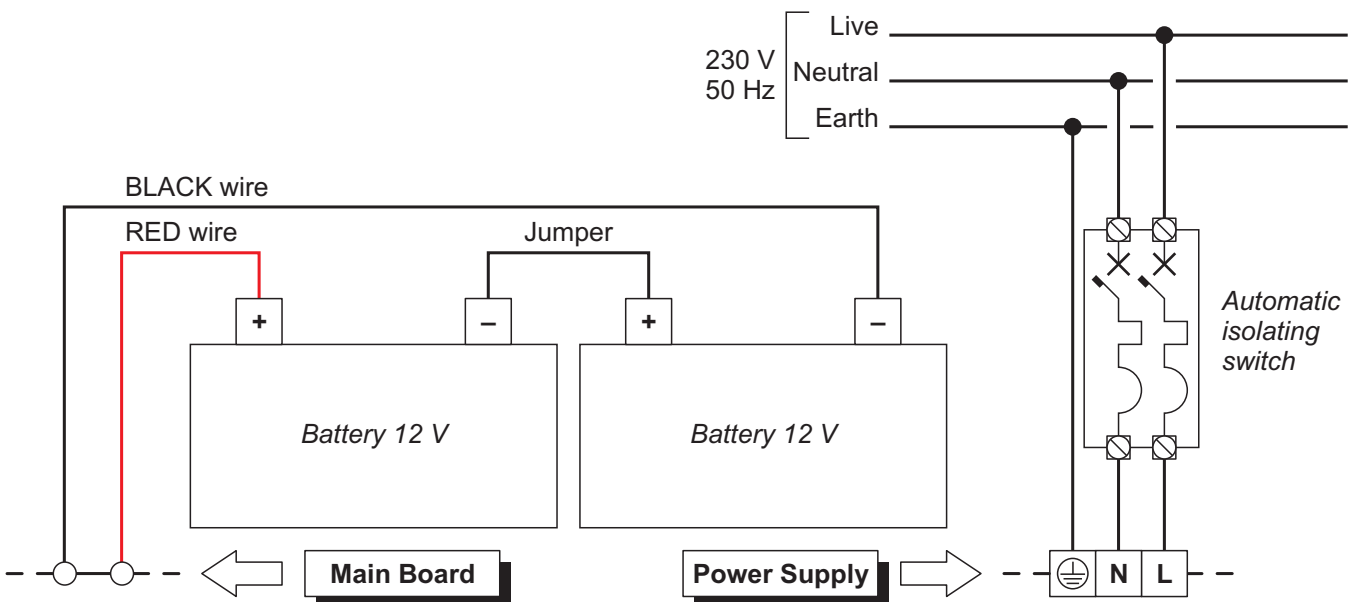 Live
230 V
50 Hz
Neutral
Earth
BLACK wire
RED wire
Jumper
+
–
+
–
Automatic
isolating
switch
Battery 12 V
Battery 12 V
Main Board
Power Supply
N
L